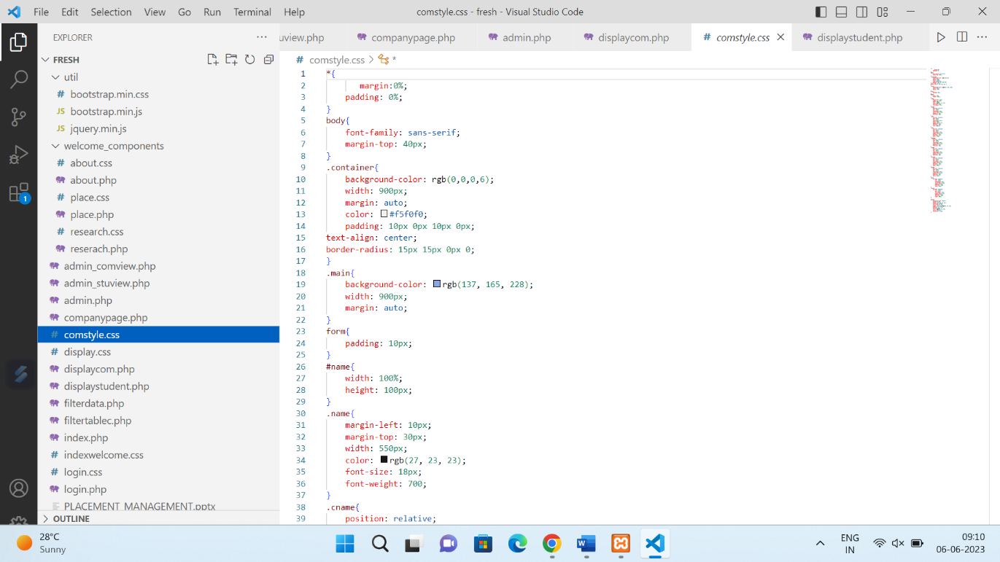 File Edit Selection View Go Run Terminal Help
comstyle.css - fresh - Visual Studio Code
EXPLORER
uview.php
companypage.php
admin.php
displaycom.php
# comstyle.css
displaystudent.php
FRESH
# comstyle.css > *
util
# bootstrap.min.css
JS bootstrap.min.js
JS jquery.min.js
welcome_components
# about.css
about.php
# place.css
place.php
# research.css
reserach.php
admin_comview.php
admin_stuview.php
admin.php
companypage.php
# comstyle.css
# display.css
displaycom.php
displaystudent.php
filterdata.php
filtertablec.php
index.php
# indexwelcome.css
# login.css
login.php
PLACEMENT_MANAGEMENT.pptx
OUTLINE
1
1 *{
2 margin:0%;
3 padding: 0%;
4 }
5 body{
6 font-family: sans-serif;
7 margin-top: 40px;
8 }
9 .container{
10 background-color: rgb(0,0,0,6);
11 width: 900px;
12 margin: auto;
13 color: #f5f0f0;
14 padding: 10px 0px 10px 0px;
15 text-align: center;
16 border-radius: 15px 15px 0px 0;
17 }
18 .main{
19 background-color: rgb(137, 165, 228);
20 width: 900px;
21 margin: auto;
22 }
23 form{
24 padding: 10px;
25 }
26 #name{
27 width: 100%;
28 height: 100px;
29 }
30 .name{
31 margin-left: 10px;
32 margin-top: 30px;
33 width: 550px;
34 color: rgb(27, 23, 23);
35 font-size: 18px;
36 font-weight: 700;
37 }
38 .cname{
39 position: relative;
28°C
Sunny
ENG
IN
09:10
06-06-2023